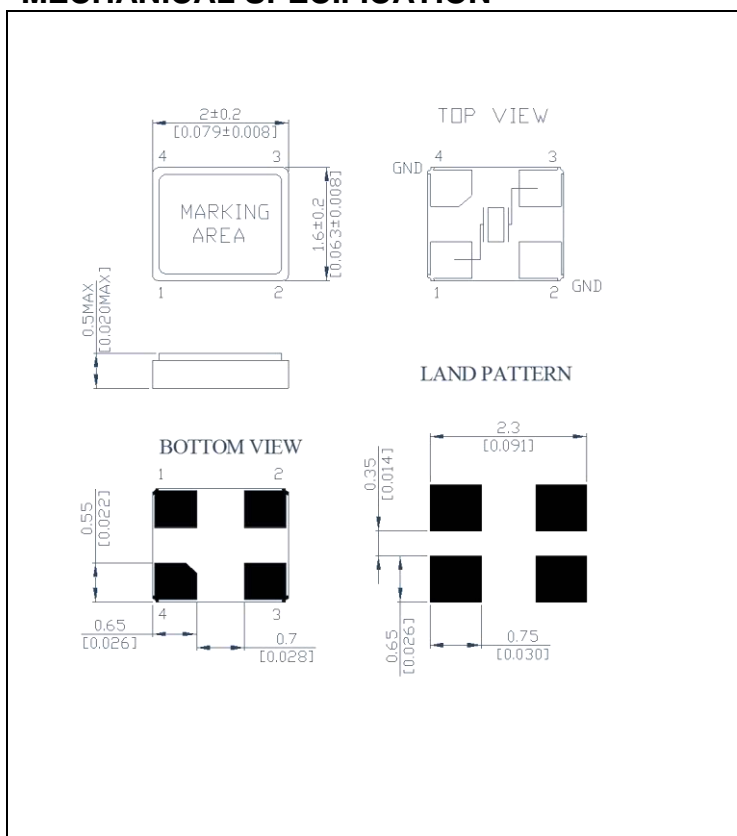 MECHANICAL SPECIFICATION
2±0.2
[0.079±0.008]
4 3
MARKING
AREA
1.6±0.2
[0.063±0.008]
1 2
TOP VIEW
GND 4 3
1 2 GND
0.5MAX
[0.020MAX]
LAND PATTERN
2.3
[0.091]
0.35
[0.014]
0.65
[0.026]
0.75
[0.030]
BOTTOM VIEW
1 2
0.55
[0.022]
4 3
0.65
[0.026]
0.7
[0.028]